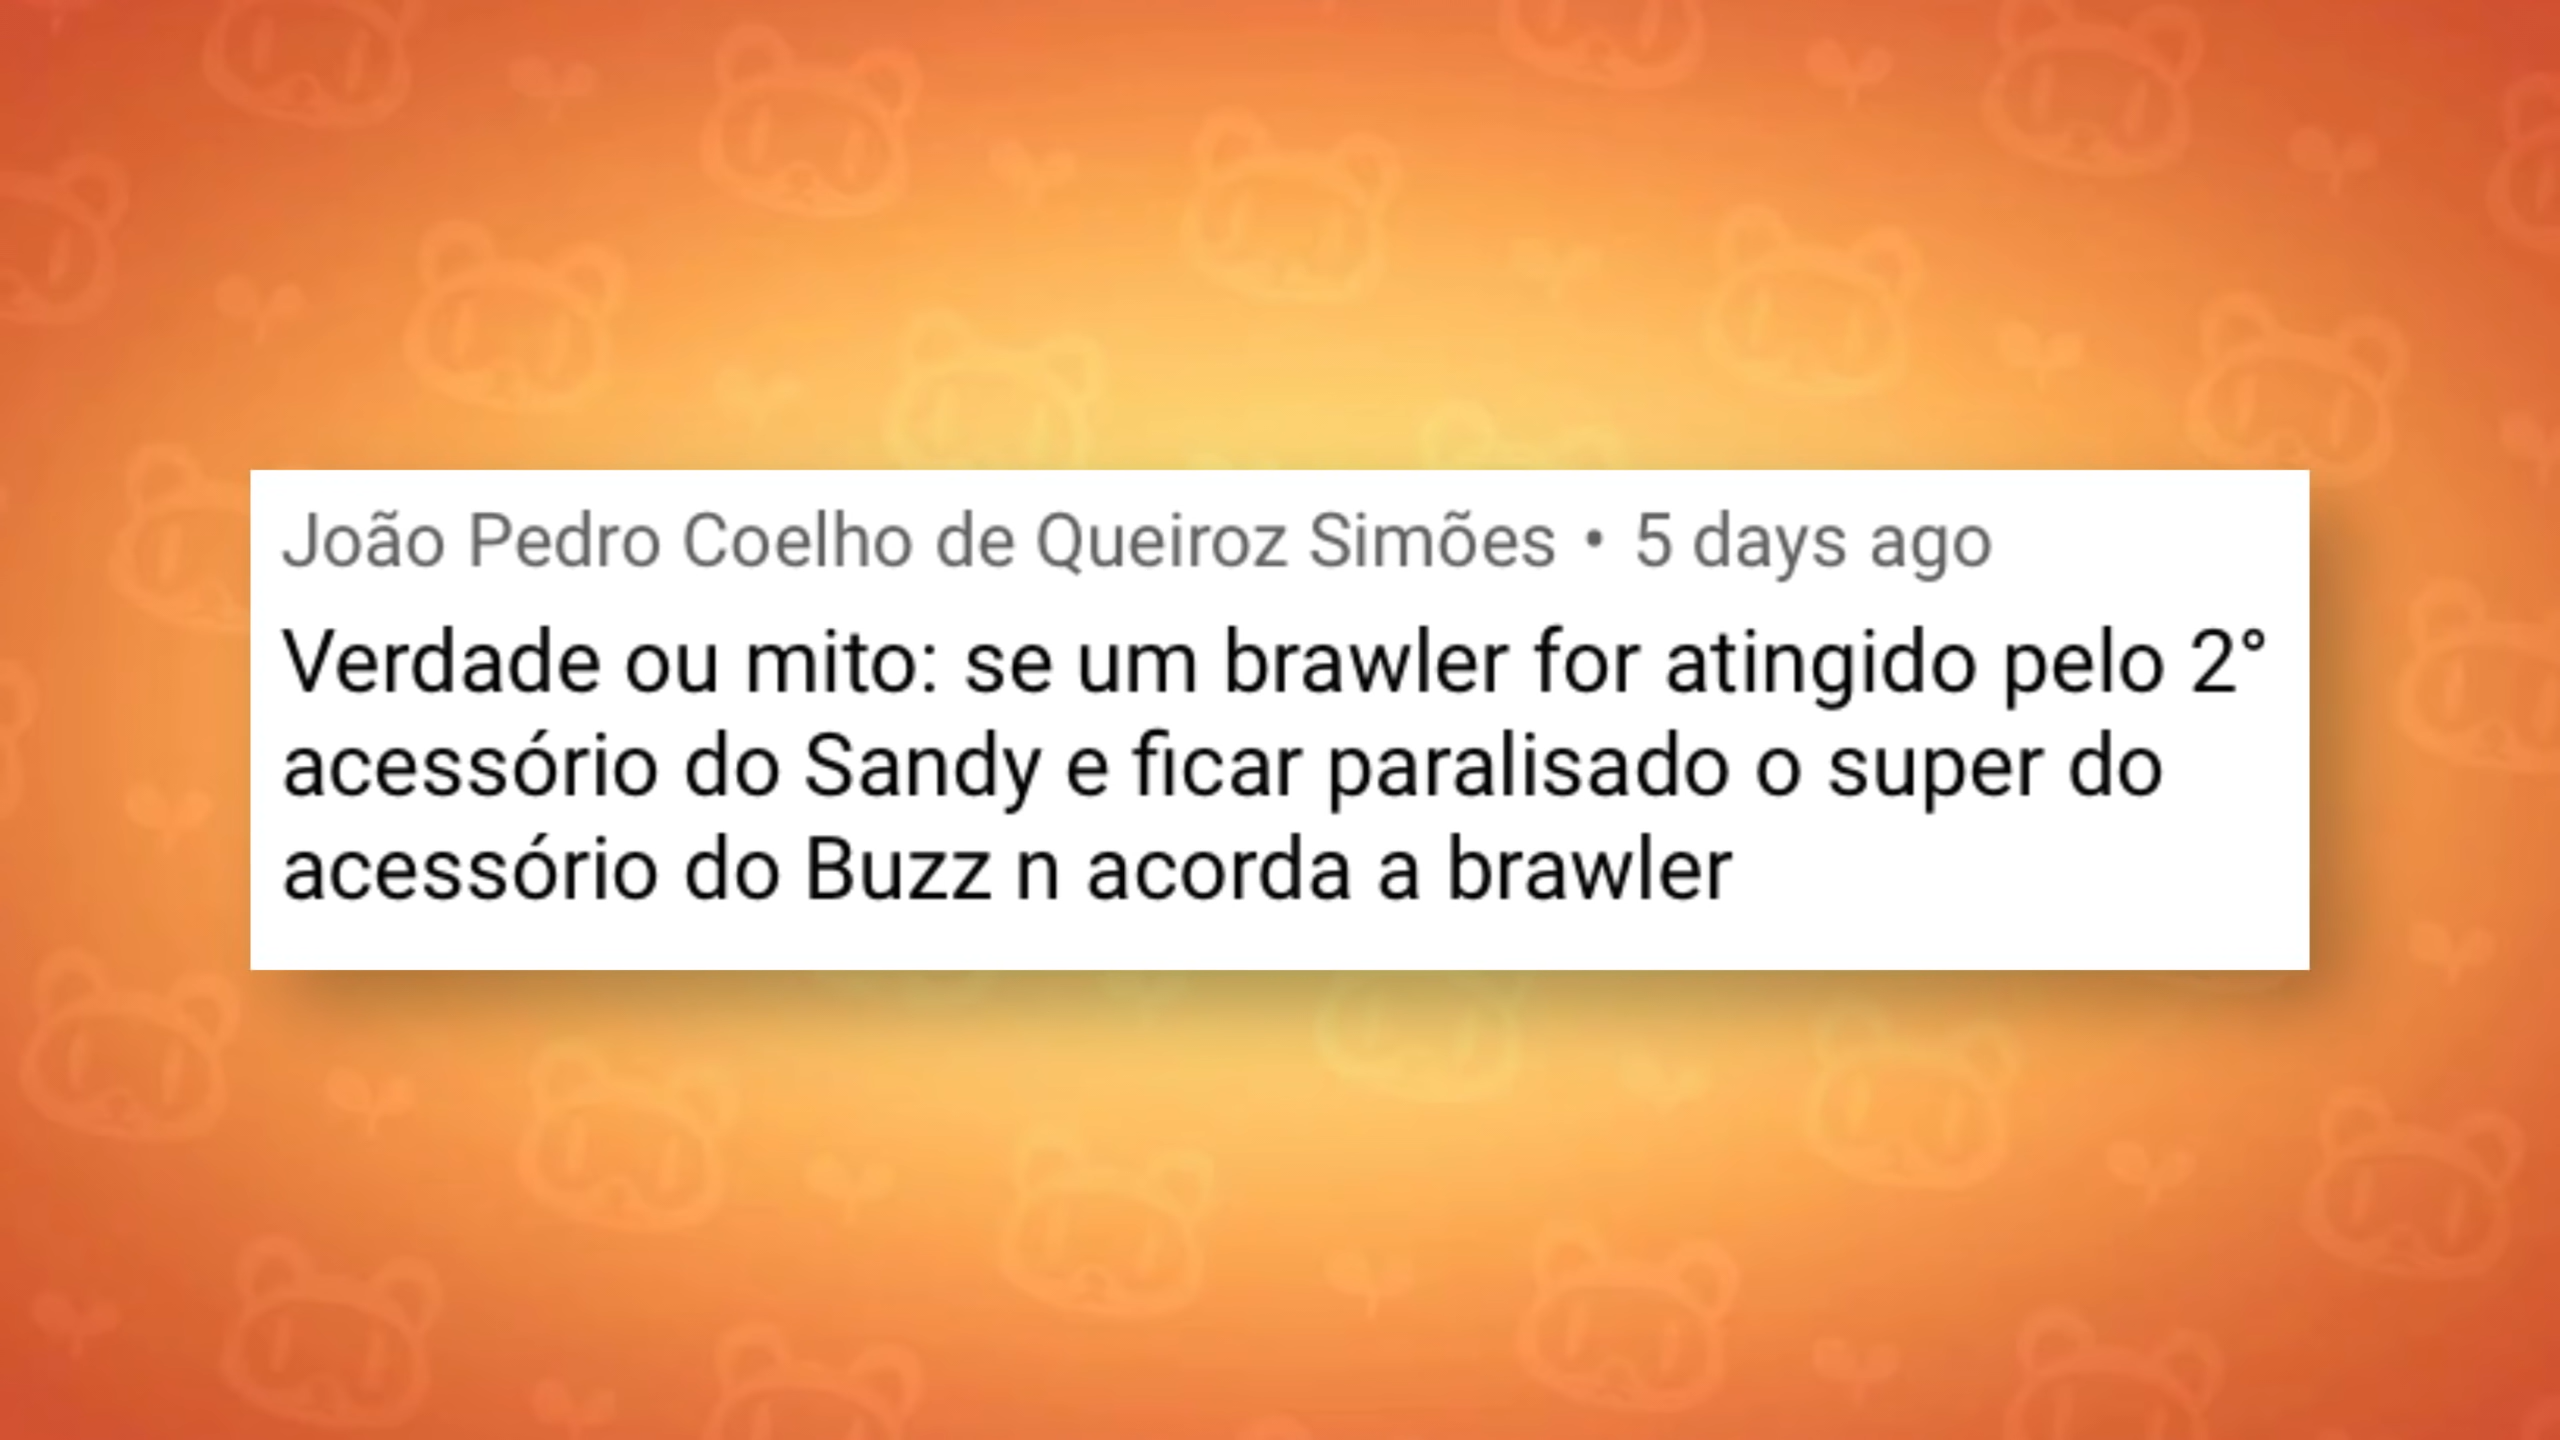 João Pedro Coelho de Queiroz Simões • 5 days ago
Verdade ou mito: se um brawler for atingido pelo 2°
acessório do Sandy e ficar paralisado o super do
acessório do Buzz n acorda a brawler